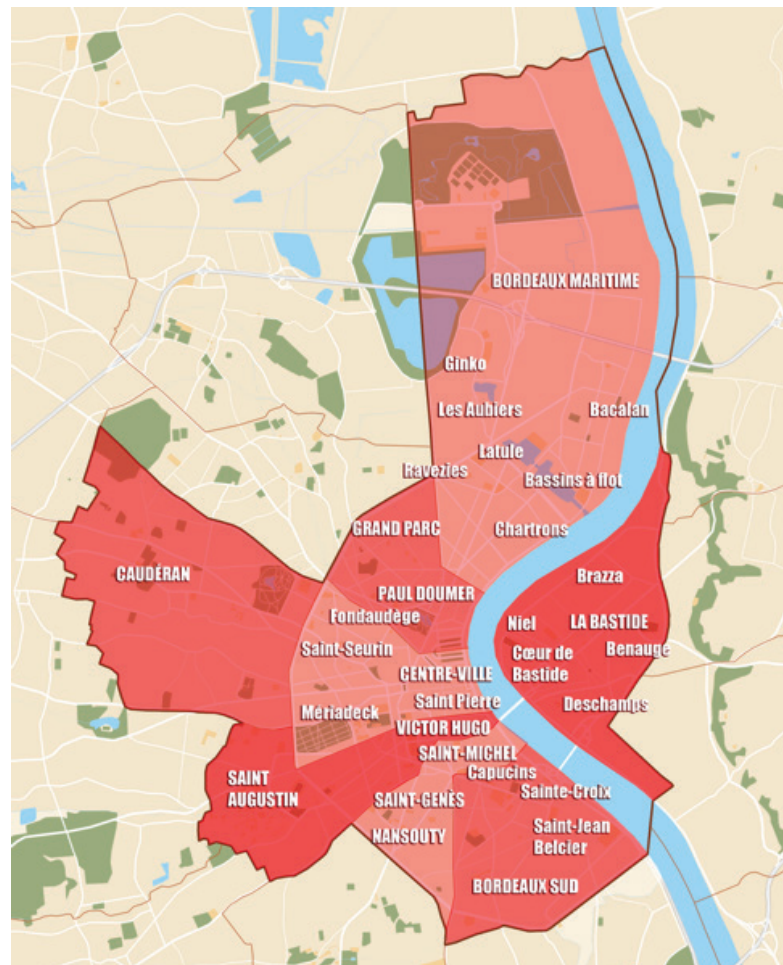 BORDEAUX MARITIME
Ginko
Les Aubiers
Bacalan
Latule
Ravezies
Bassins à flot
GRAND PARC
Chartrons
CAUDÉRAN
Brazza
PAUL DOUMER
Fondaudège
Niel
LA BASTIDE
Saint-Seurin
Benauge
Cœur de
Bastide
CENTRE-VILLE
Saint Pierre
Deschamps
Mériadeck
VICTOR HUGO
SAINT-MICHEL
Capucins
SAINT
AUGUSTIN
Sainte-Croix
SAINT-GENÈS
Saint-Jean
Belcier
NANSOUTY
BORDEAUX SUD